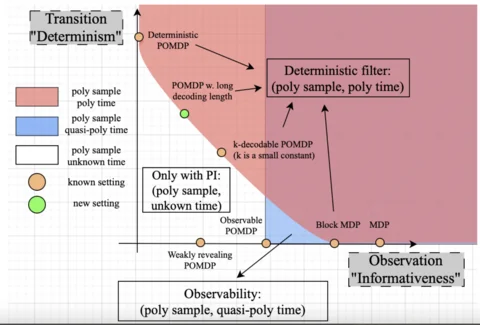 Transition
"Determinism"
Deterministic
POMDP
POMDP w. long
decoding length
Deterministic filter:
(poly sample, poly time)
poly sample
poly time
poly sample
quasi-poly time
poly sample
unknown time
known setting
new setting
k-decodable POMDP
(k is a small constant)
Only with PI:
(poly sample,
unkown time)
Observable
POMDP
Block MDP
MDP
Weakly revealing
POMDP
Observation
"Informativeness"
Observability:
(poly sample, quasi-poly time)